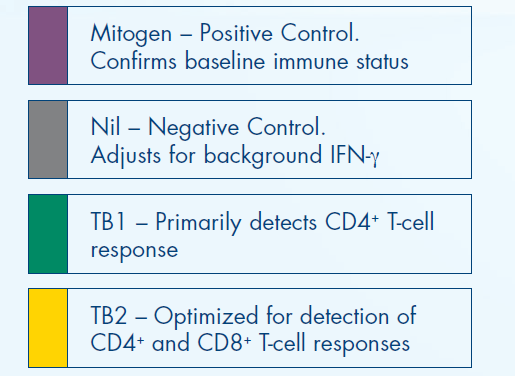 Mitogen – Positive Control.
Confirms baseline immune status
Nil – Negative Control.
Adjusts for background IFN-γ
TB1 – Primarily detects CD4⁺ T-cell
response
TB2 – Optimized for detection of
CD4⁺ and CD8⁺ T-cell responses